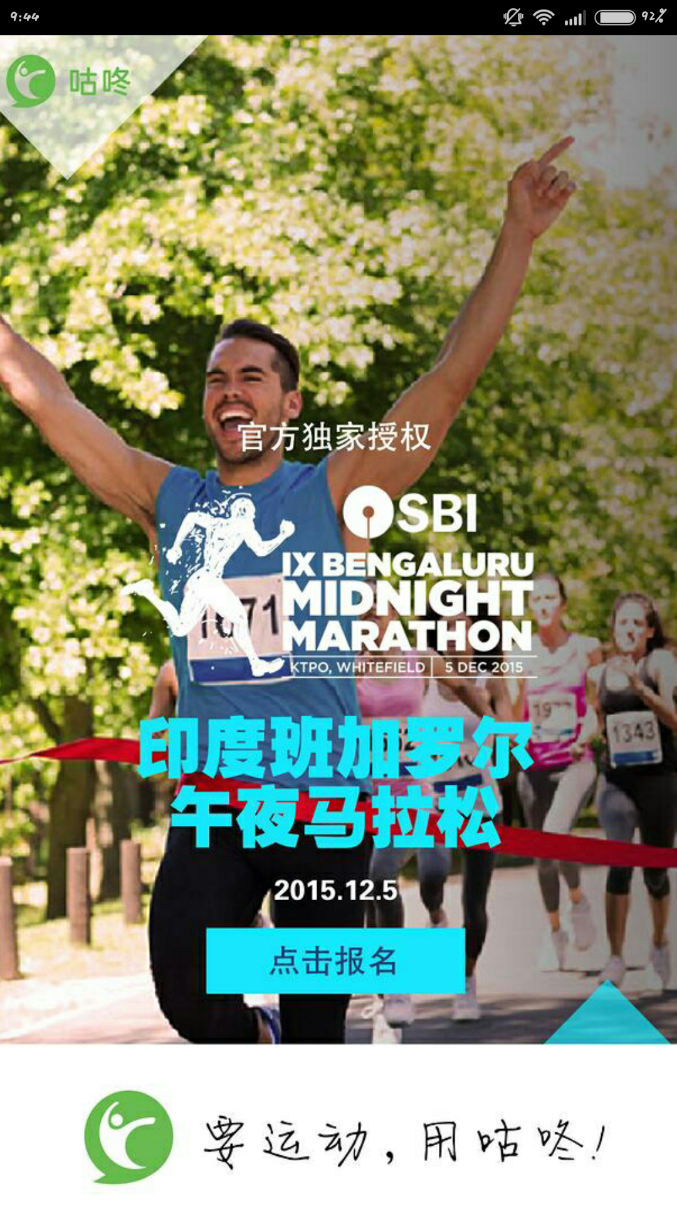 9:44
92%
咕咚
官方独家授权
SBI
IX BENGALURU
MIDNIGHT
MARATHON
KTPO, WHITEFIELD | 5 DEC 2015
1343
印度班加罗尔
午夜马拉松
2015.12.5
点击报名
要运动,用咕咚!